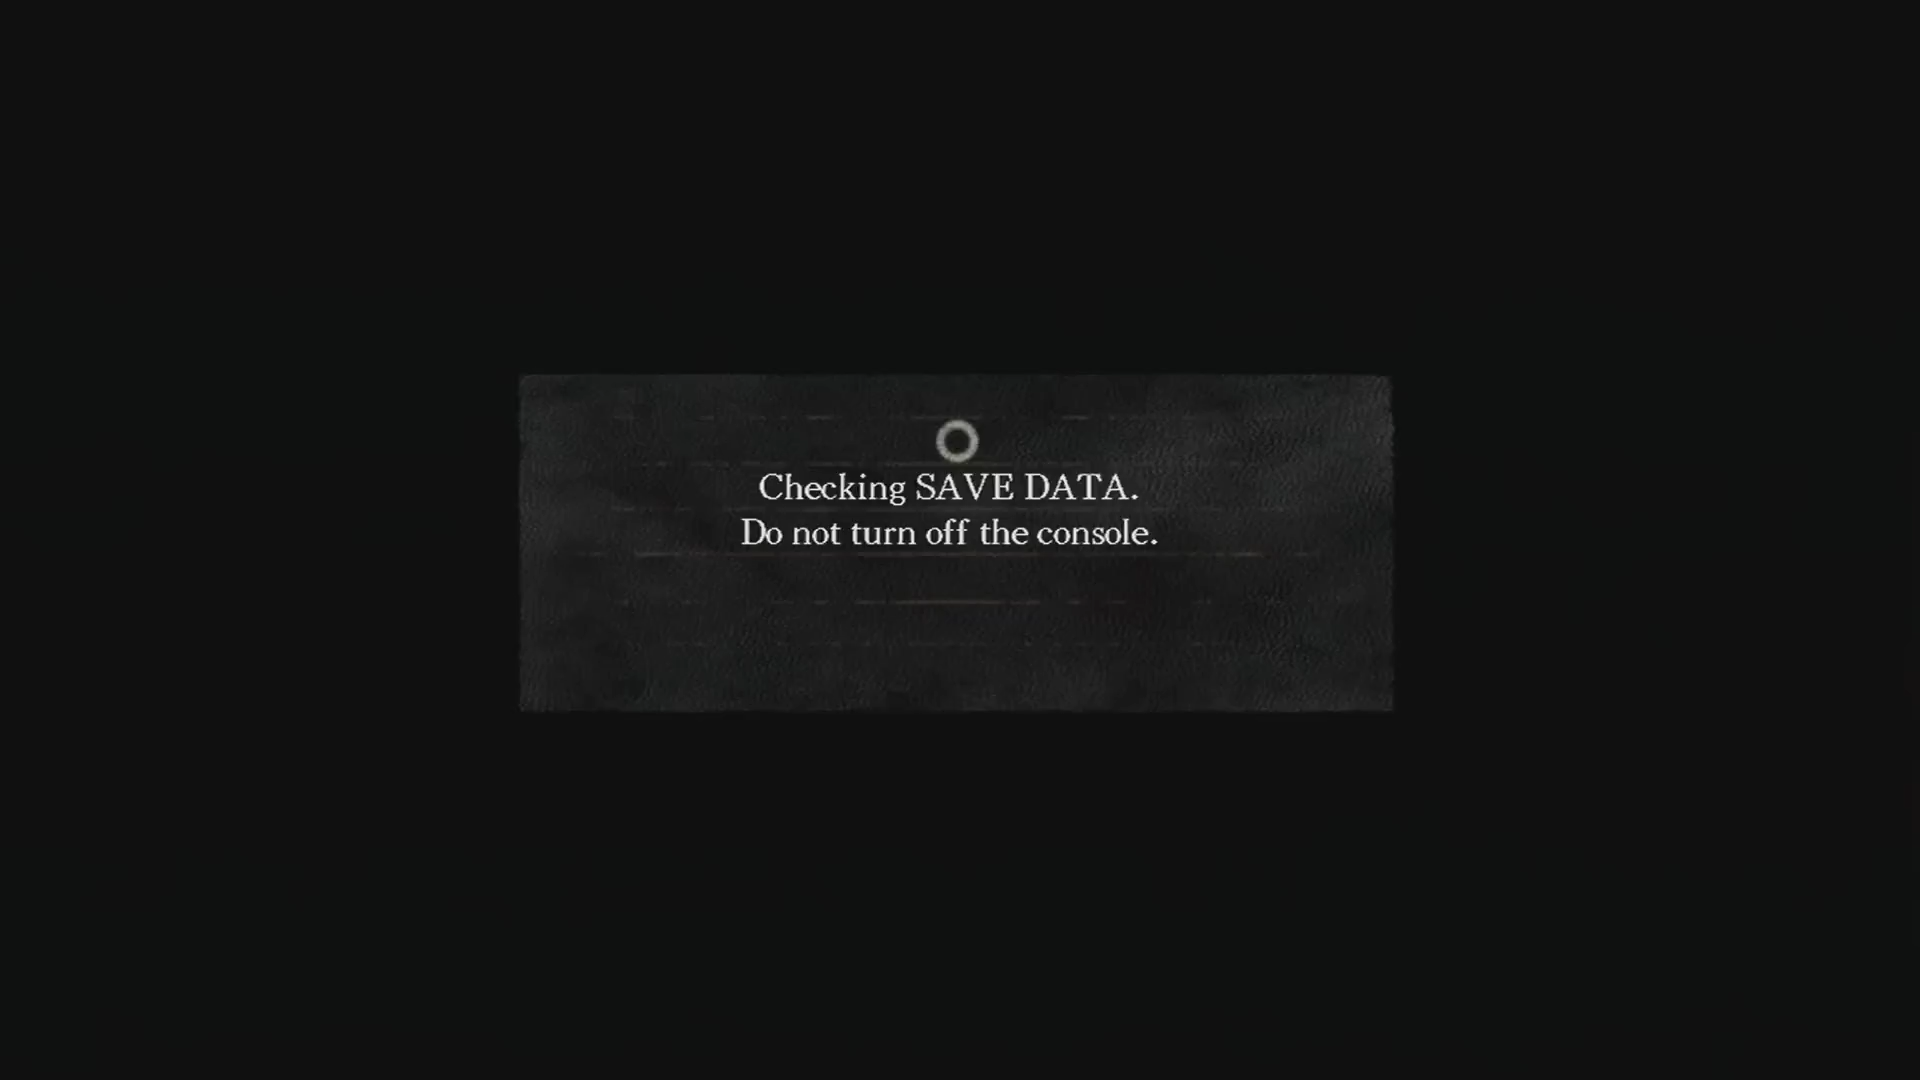 Checking SAVE DATA.
Do not turn off the console.